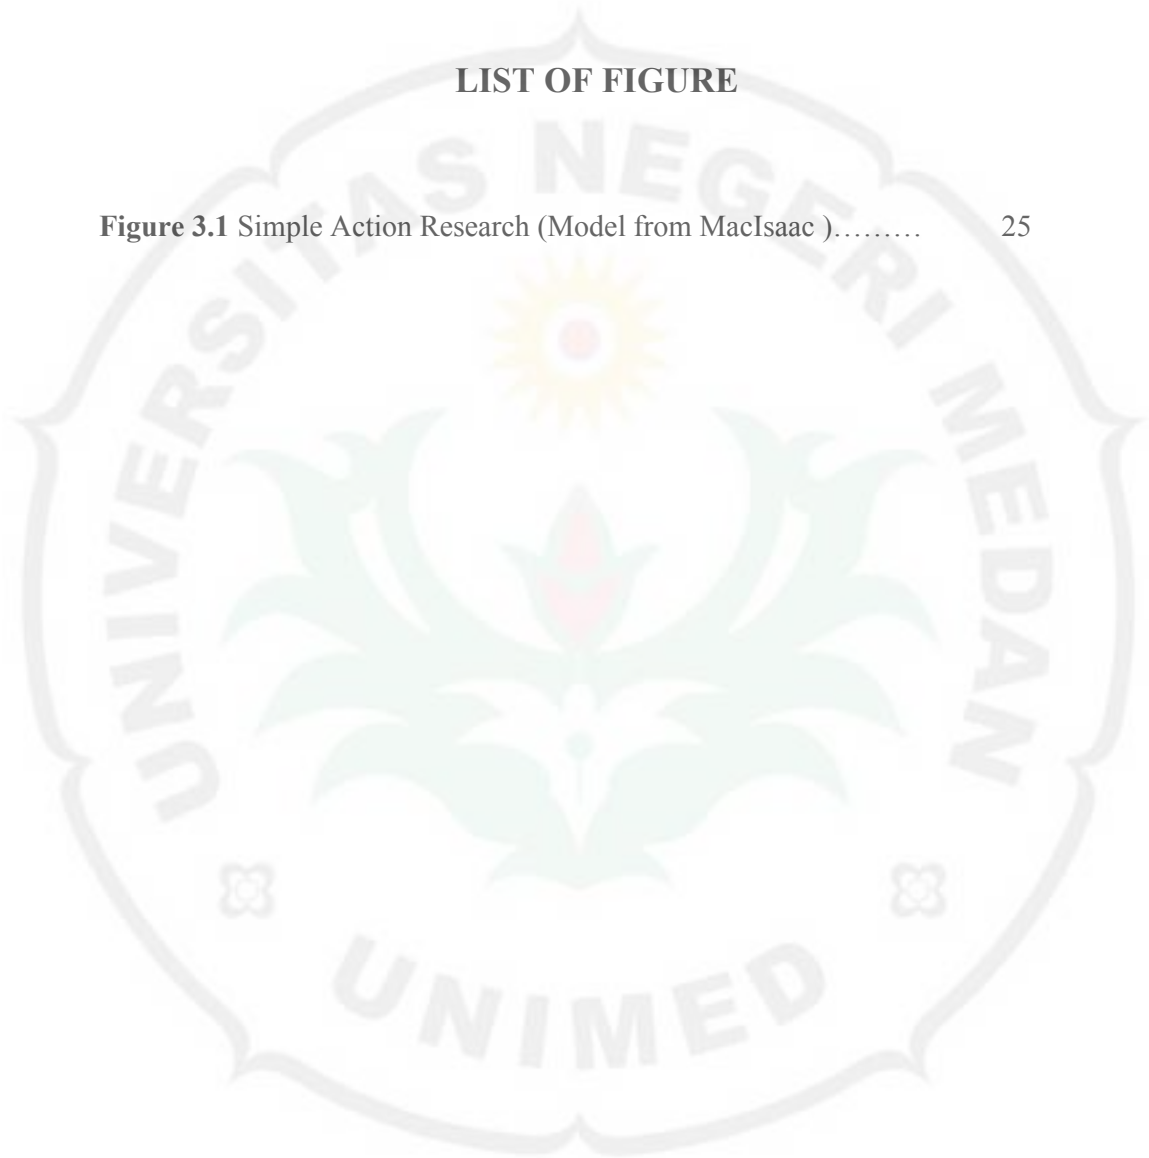 LIST OF FIGURE
Figure 3.1 Simple Action Research (Model from MacIsaac )......... 25
UNIVERSITAS NEGERI MEDAN
UNIMED